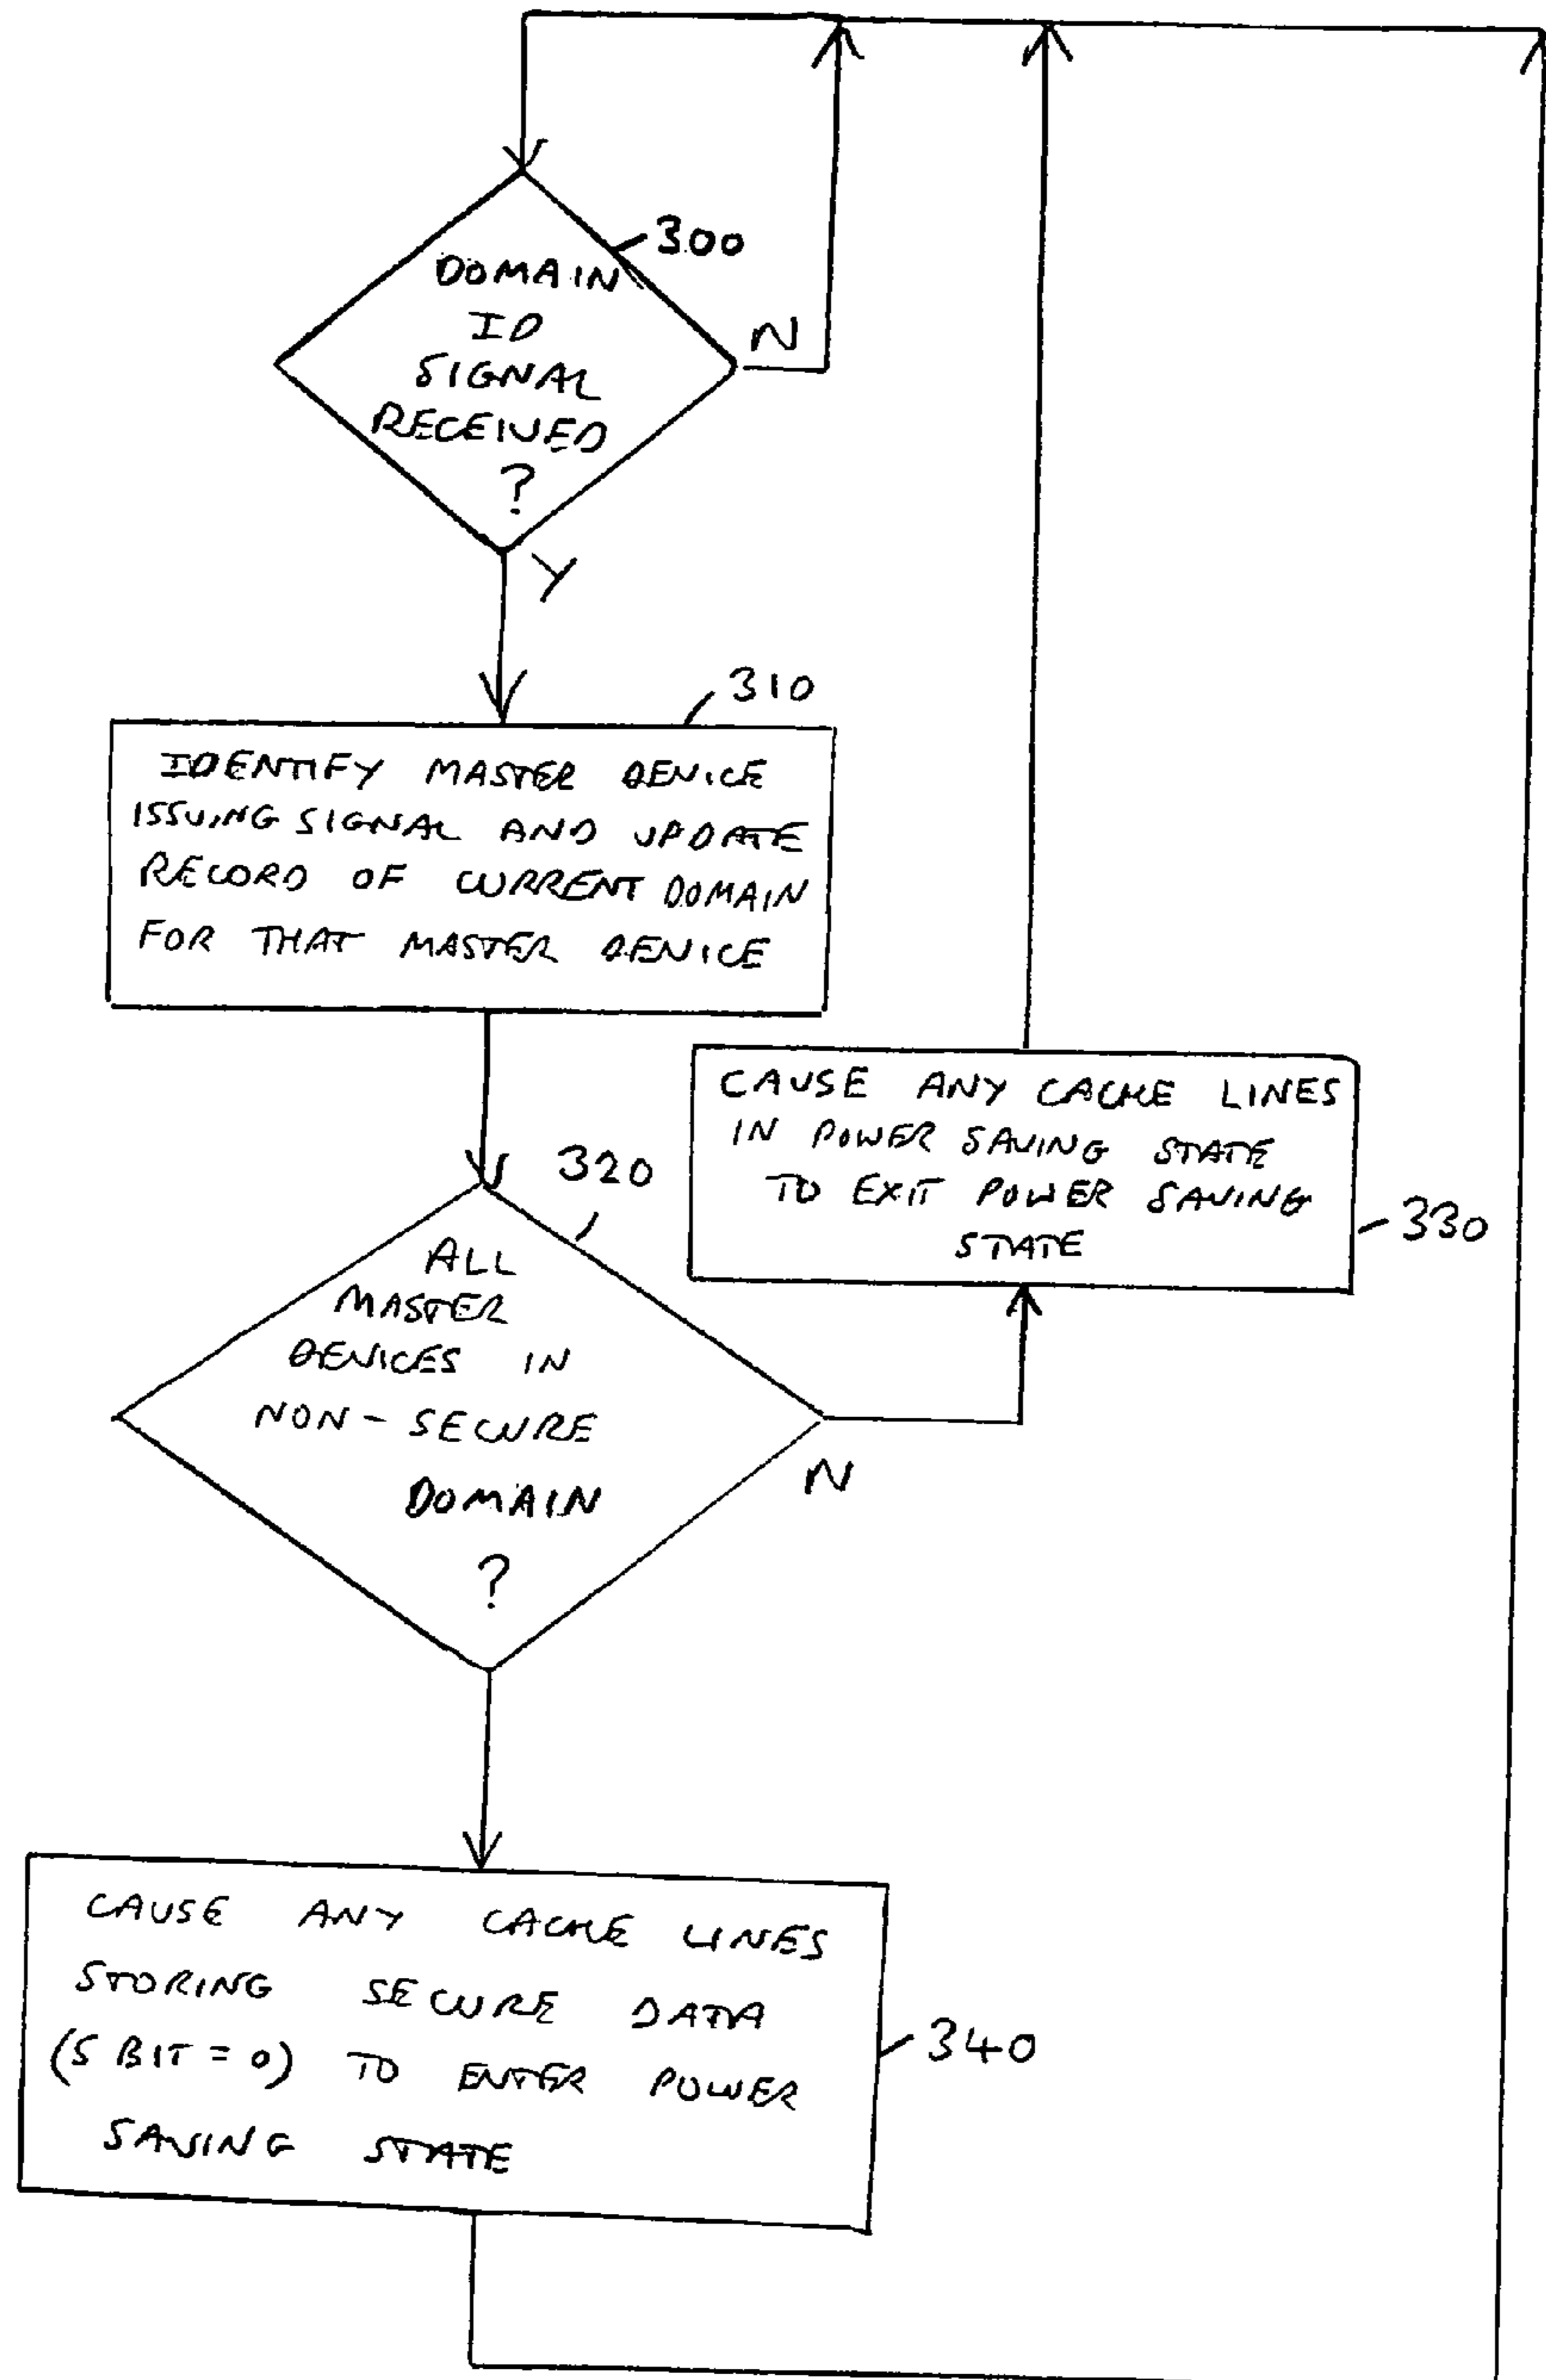 300
DOMAIN
ID
SIGNAL
RECEIVED
?
N
Y
310
IDENTIFY MASTER DEVICE
ISSUING SIGNAL AND UPDATE
RECORD OF CURRENT DOMAIN
FOR THAT MASTER DEVICE
CAUSE ANY CACHE LINES
IN POWER SAVING STATE
TO EXIT POWER SAVING
STATE
330
320
ALL
MASTER
DEVICES IN
NON-SECURE
DOMAIN
?
N
CAUSE ANY CACHE LINES
STORING SECURE DATA
(S BIT = 0) TO ENTER POWER
SAVING STATE
340